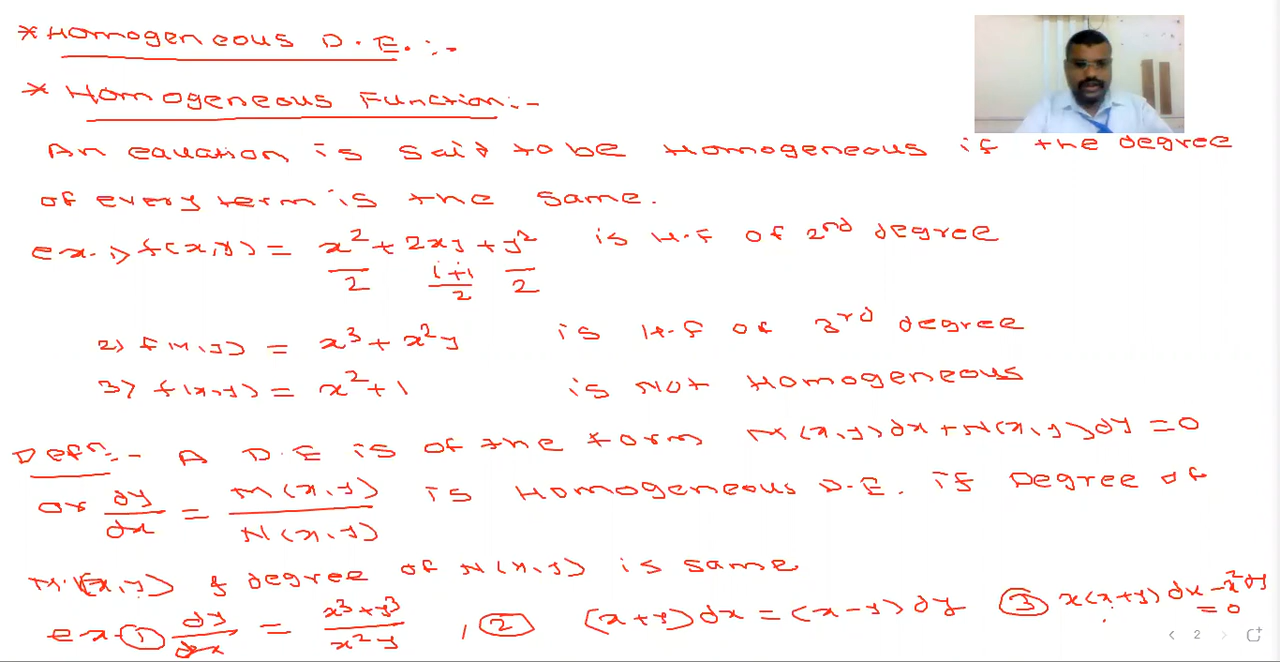 * Homogeneous D.E. :-
* Homogeneous Function :-
An equation is said to be Homogeneous if the degree
of every term is the same.
ex. 1) f(x,y) = x² + 2xy + y² is H.F of 2nd degree
2 1+1/2 2
2) f(x,y) = x³ + x²y is H.F of 3rd degree
3) f(x,y) = x² + 1 is Not Homogeneous
Defn :- A D.E is of the form M(x,y)dx + N(x,y)dy = 0
or dy/dx = M(x,y)/N(x,y) is Homogeneous D.E. if Degree of
M(x,y) & degree of N(x,y) is same
ex ① dy/dx = x³+y³/x²y , ② (x+y)dx = (x-y)dy ③ x(x+y)dx - x²dy = 0
2